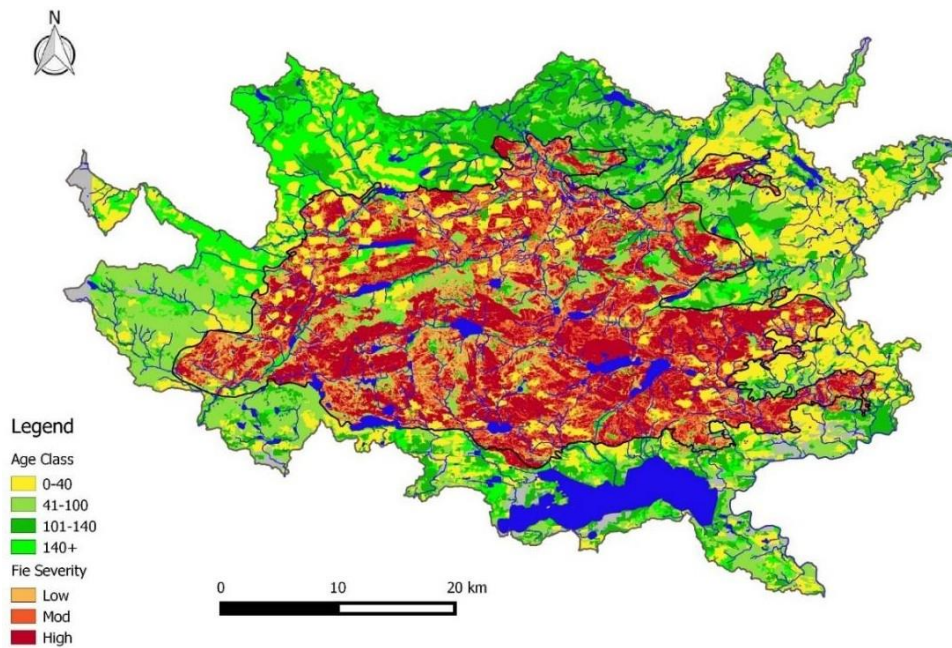 N
Legend
Age Class
0-40
41-100
101-140
140+
Fie Severity
Low
Mod
High
0 10 20 km